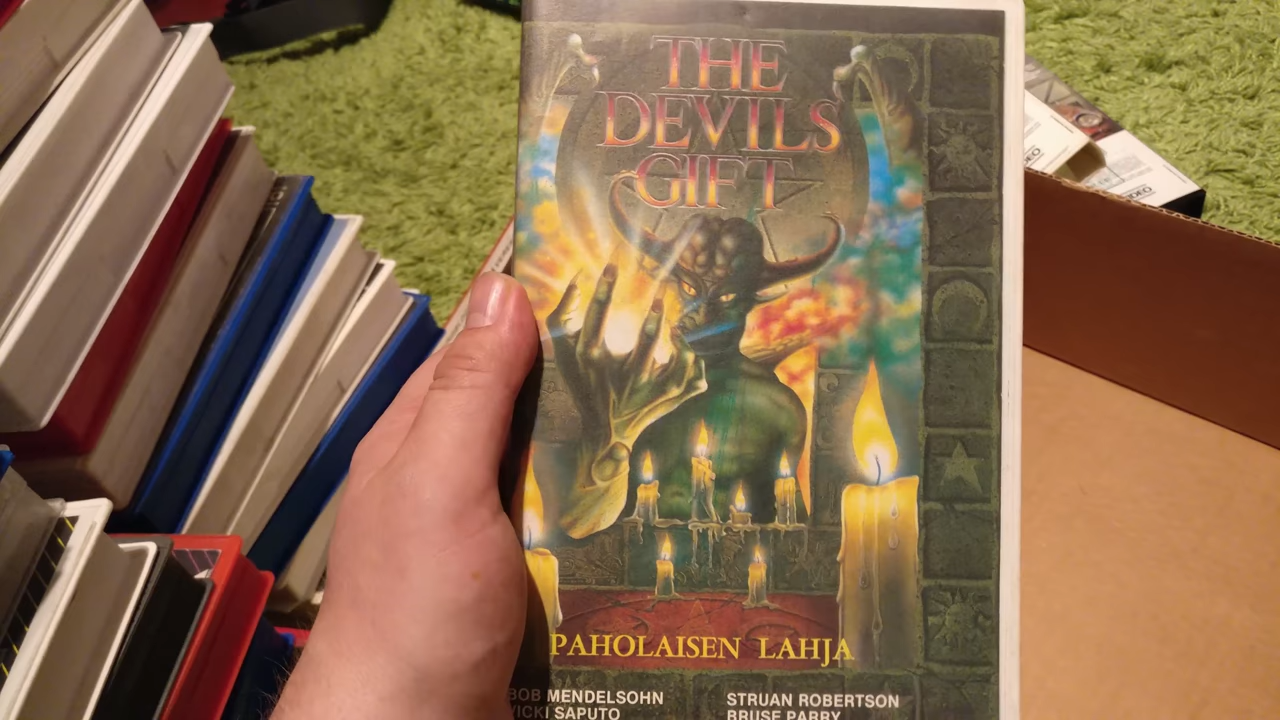 THE
DEVILS
GIFT
PAHOLAISEN LAHJA
BOB MENDELSOHN
VICKI SAPUTO
STRUAN ROBERTSON
BRUSE PARRY